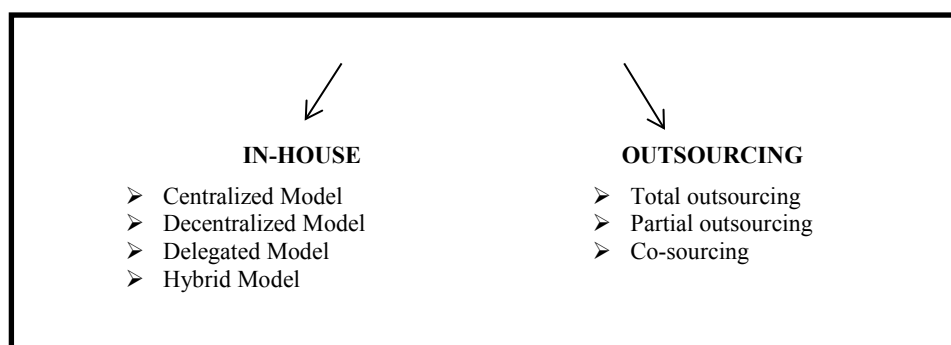 IN-HOUSE
➢ Centralized Model
➢ Decentralized Model
➢ Delegated Model
➢ Hybrid Model
OUTSOURCING
➢ Total outsourcing
➢ Partial outsourcing
➢ Co-sourcing